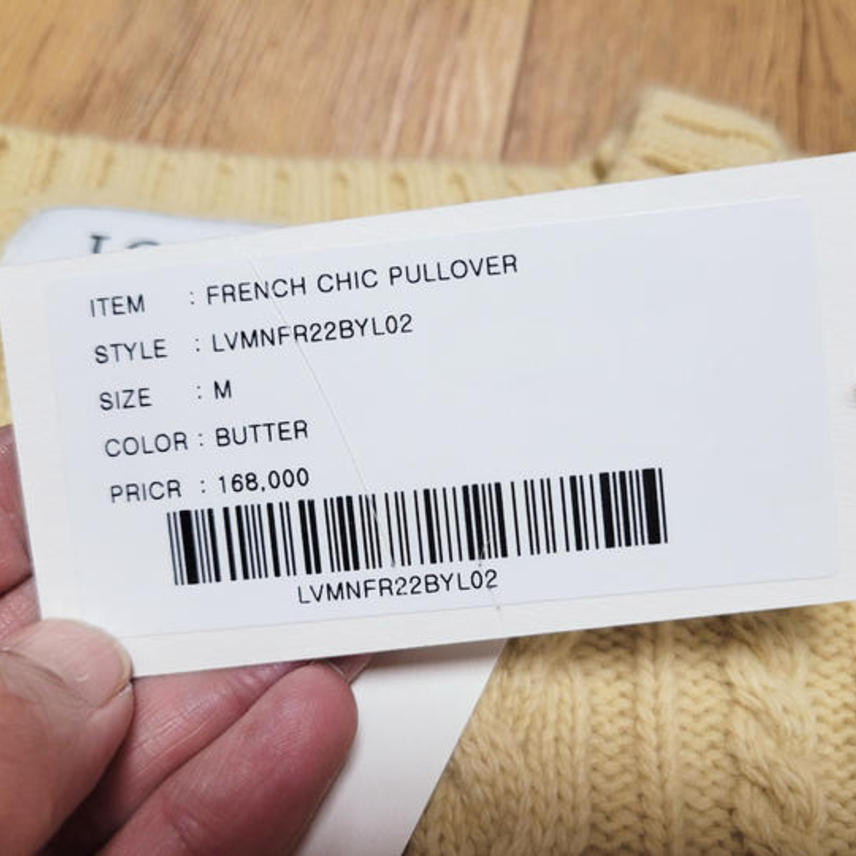 ITEM : FRENCH CHIC PULLOVER
STYLE : LVMNFR22BYL02
SIZE : M
COLOR : BUTTER
PRICR : 168,000
LVMNFR22BYL02